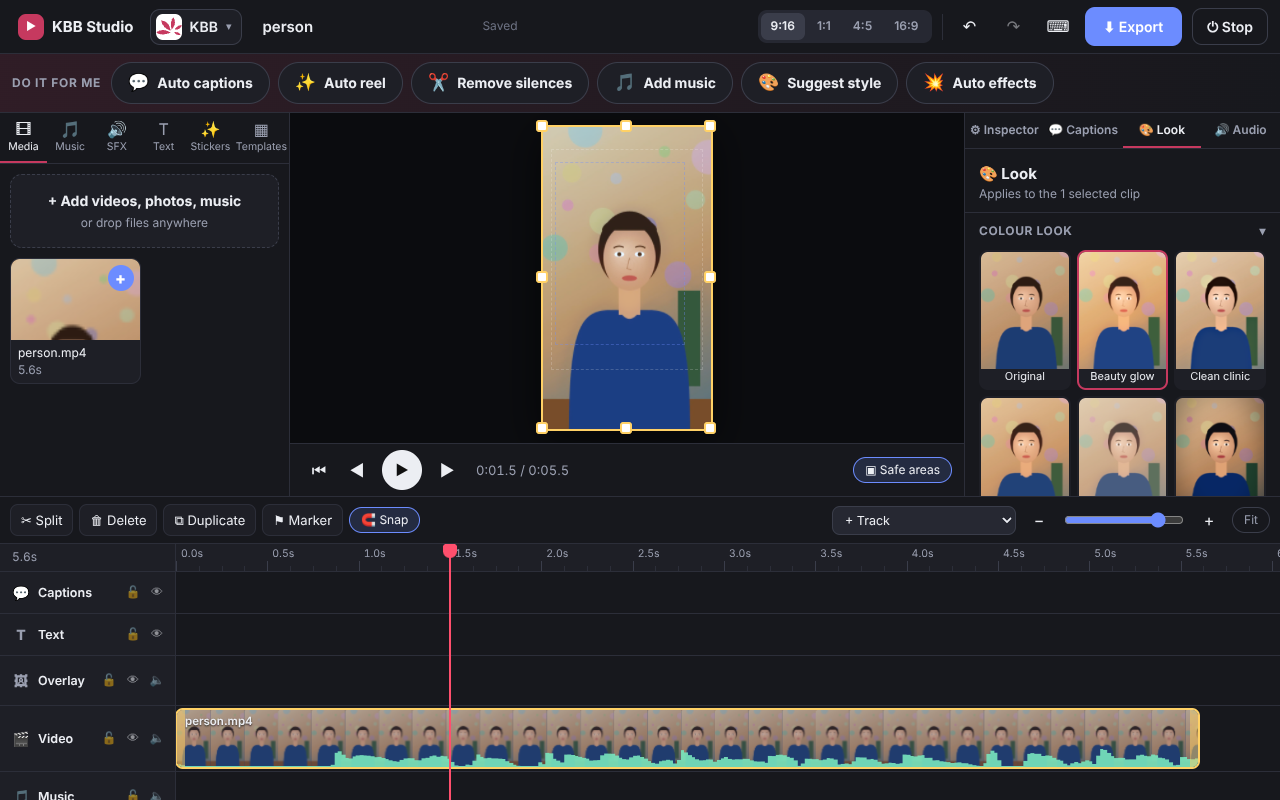 KBB Studio
KBB
person
Saved
9:16 1:1 4:5 16:9
Export
Stop
DO IT FOR ME
Auto captions
Auto reel
Remove silences
Add music
Suggest style
Auto effects
Media
Music
SFX
Text
Stickers
Templates
+ Add videos, photos, music
or drop files anywhere
person.mp4
5.6s
0:01.5 / 0:05.5
Safe areas
Inspector
Captions
Look
Audio
Look
Applies to the 1 selected clip
COLOUR LOOK
Original
Beauty glow
Clean clinic
Split
Delete
Duplicate
Marker
Snap
+ Track
Fit
5.6s
0.0s 0.5s 1.0s 1.5s 2.0s 2.5s 3.0s 3.5s 4.0s 4.5s 5.0s 5.5s
Captions
T Text
Overlay
Video
person.mp4
Music